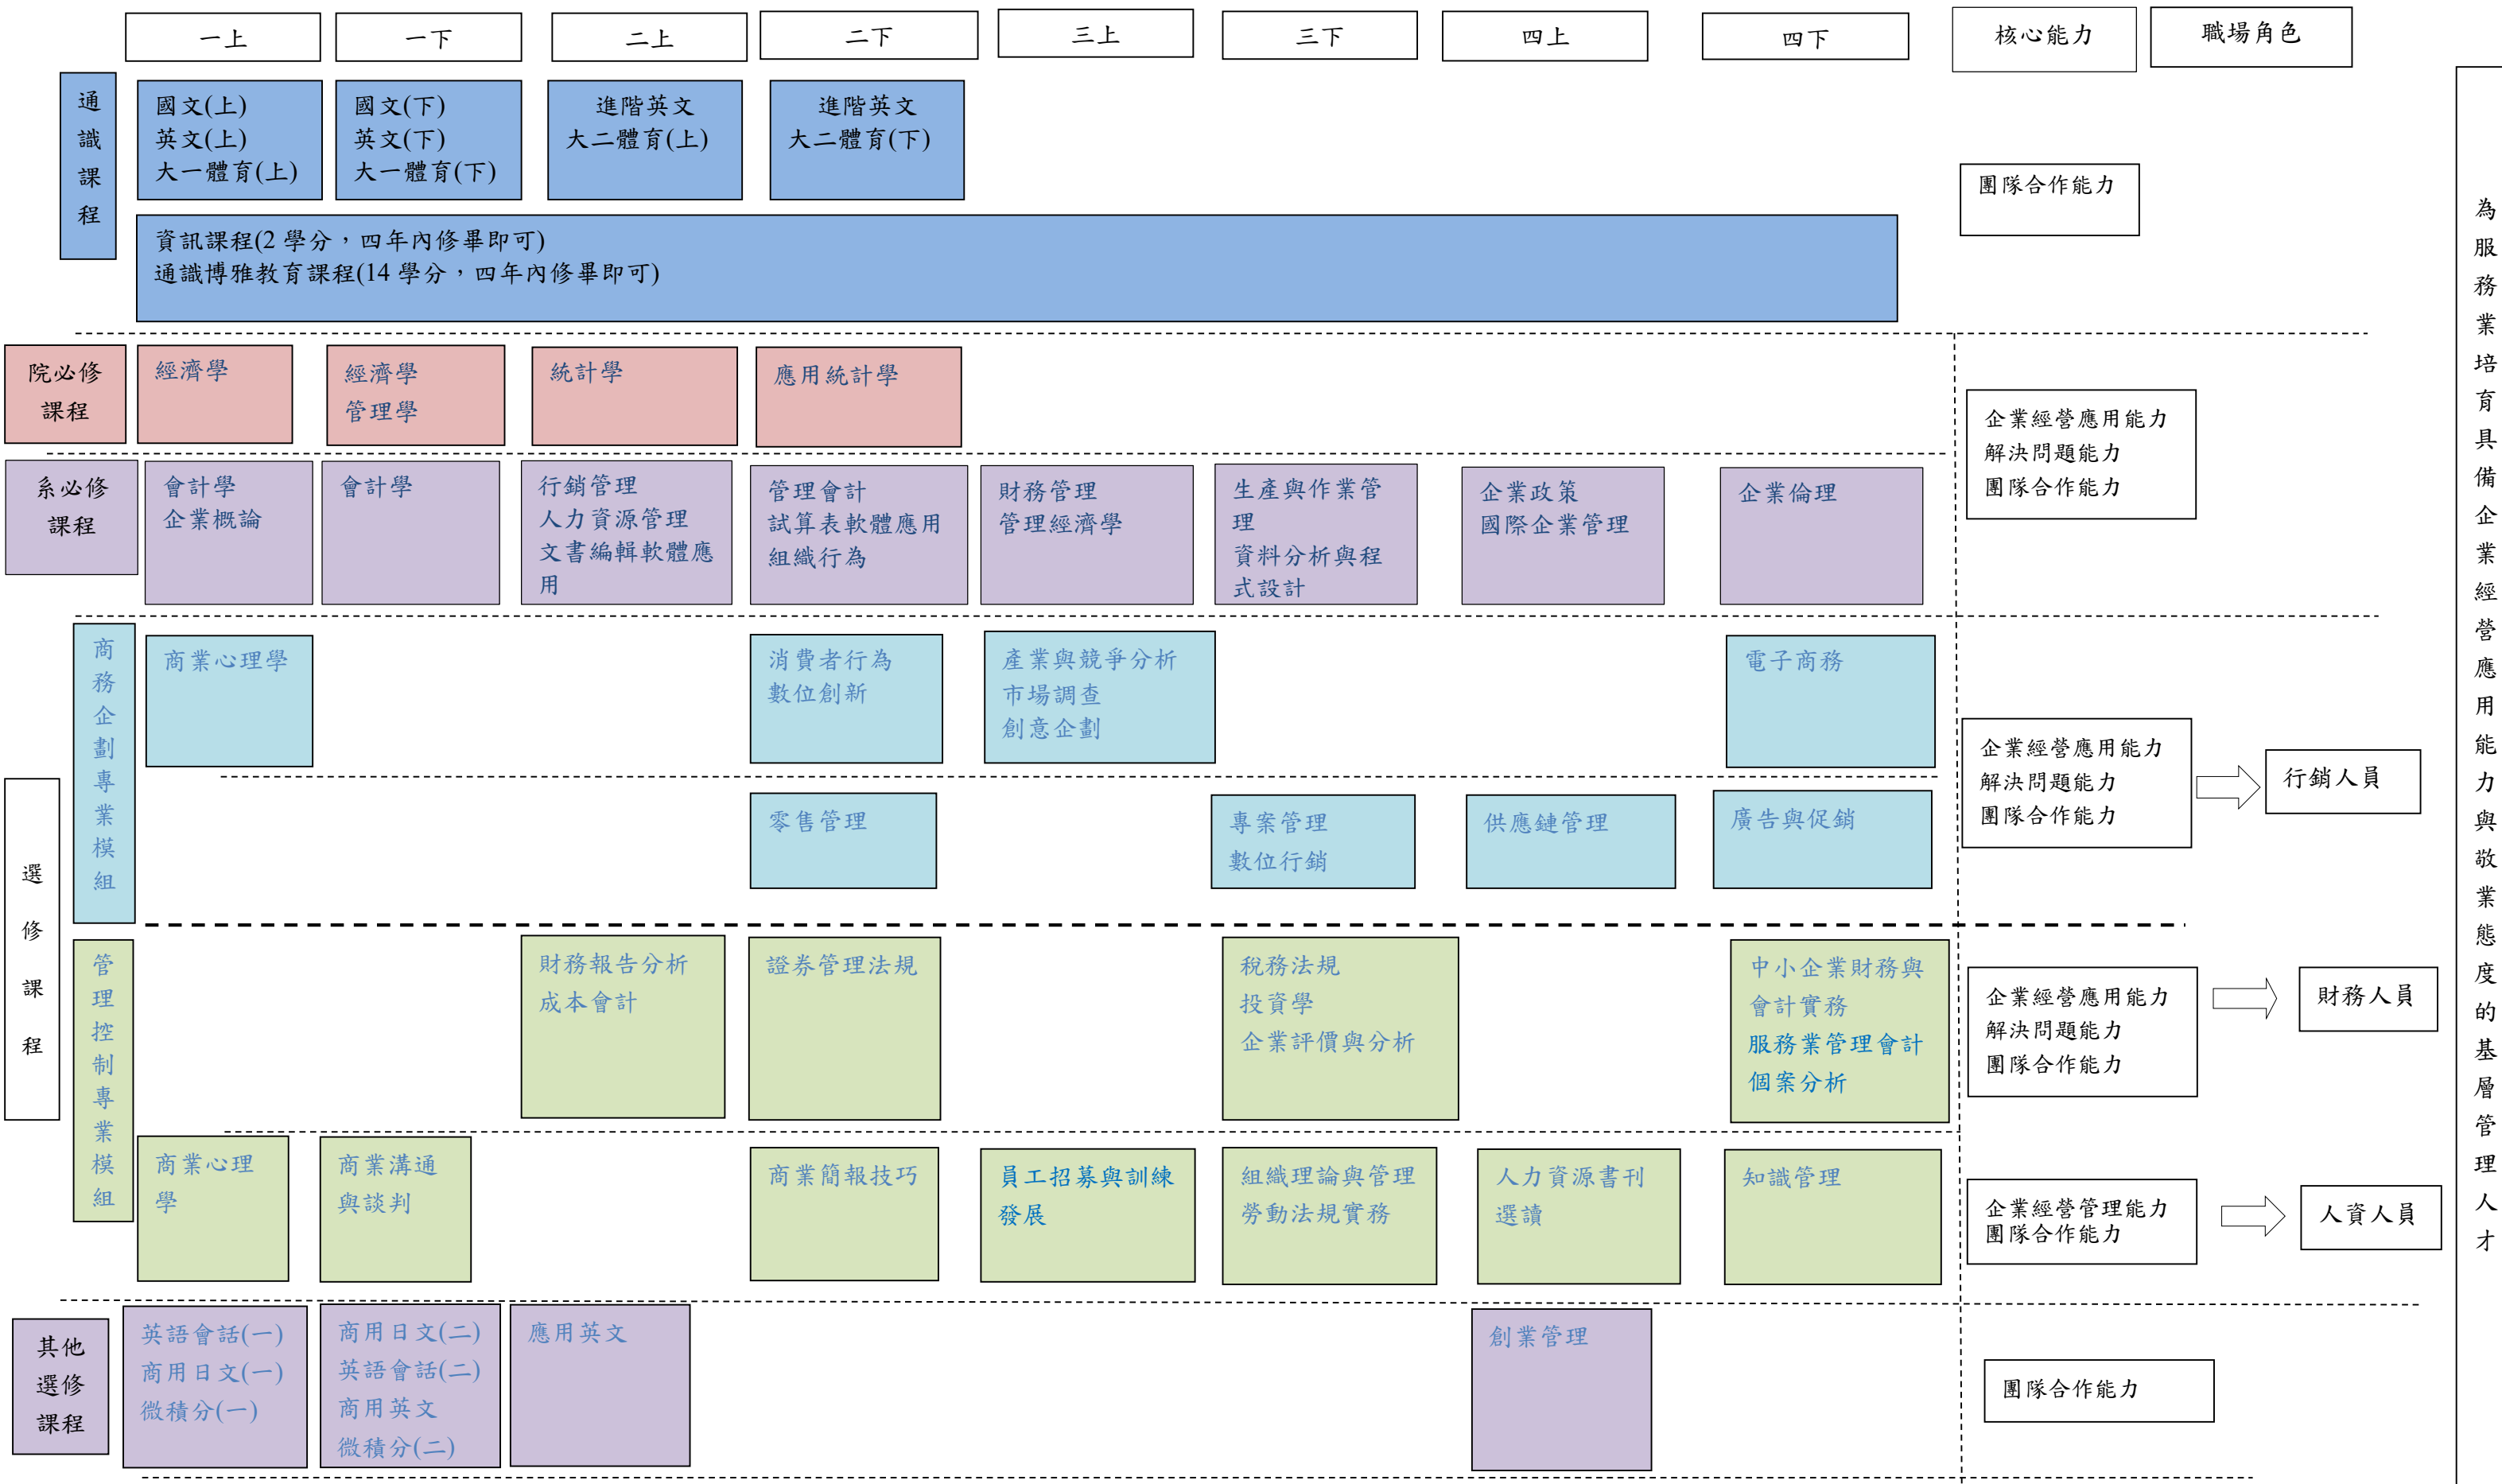 一上
一下
二上
二下
三上
三下
四上
四下
核心能力
職場角色
通
識
課
程
國文(上)
英文(上)
大一體育(上)
國文(下)
英文(下)
大一體育(下)
進階英文
大二體育(上)
進階英文
大二體育(下)
團隊合作能力
資訊課程(2 學分，四年內修畢即可)
通識博雅教育課程(14 學分，四年內修畢即可)
院必修
課程
經濟學
經濟學
管理學
統計學
應用統計學
企業經營應用能力
解決問題能力
團隊合作能力
系必修
課程
會計學
企業概論
會計學
行銷管理
人力資源管理
文書編輯軟體應
用
管理會計
試算表軟體應用
組織行為
財務管理
管理經濟學
生產與作業管
理
資料分析與程
式設計
企業政策
國際企業管理
企業倫理
選
修
課
程
商
務
企
劃
專
業
模
組
商業心理學
消費者行為
數位創新
產業與競爭分析
市場調查
創意企劃
電子商務
零售管理
專案管理
數位行銷
供應鏈管理
廣告與促銷
企業經營應用能力
解決問題能力
團隊合作能力
行銷人員
管
理
控
制
專
業
模
組
財務報告分析
成本會計
證券管理法規
稅務法規
投資學
企業評價與分析
中小企業財務與
會計實務
服務業管理會計
個案分析
企業經營應用能力
解決問題能力
團隊合作能力
財務人員
商業心理
學
商業溝通
與談判
商業簡報技巧
員工招募與訓練
發展
組織理論與管理
勞動法規實務
人力資源書刊
選讀
知識管理
企業經營管理能力
團隊合作能力
人資人員
其他
選修
課程
英語會話(一)
商用日文(一)
微積分(一)
商用日文(二)
英語會話(二)
商用英文
微積分(二)
應用英文
創業管理
團隊合作能力
為
服
務
業
培
育
具
備
企
業
經
營
應
用
能
力
與
敬
業
態
度
的
基
層
管
理
人
才